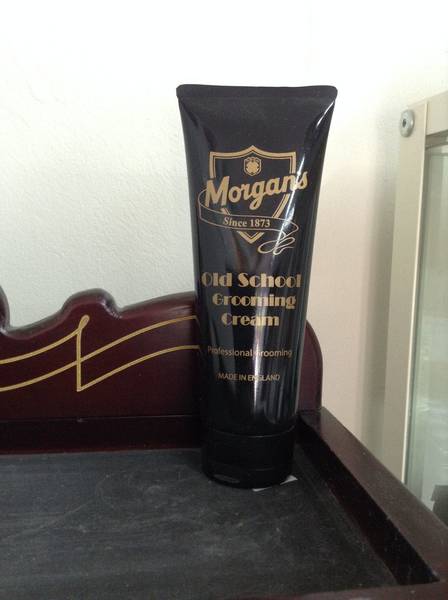 Morgan's
Since 1873
Old School
Grooming
Cream
Professional Grooming
MADE IN ENGLAND